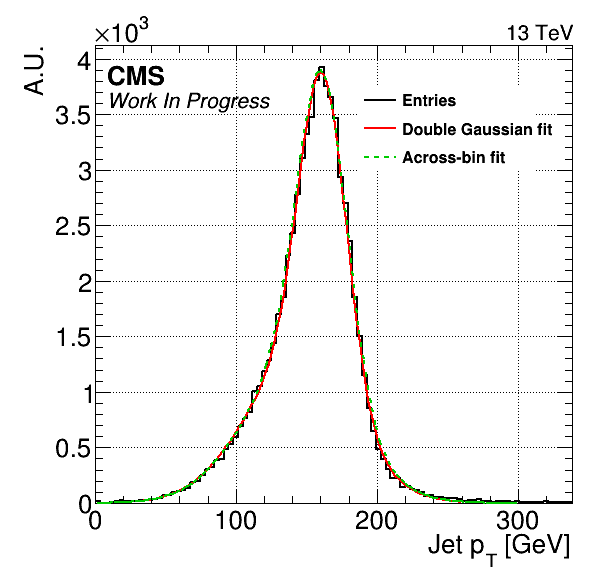 ×10³
13 TeV
A.U.
CMS
Work In Progress
Entries
Double Gaussian fit
Across-bin fit
4
3.5
3
2.5
2
1.5
1
0.5
0
0 100 200 300
Jet p_T [GeV]